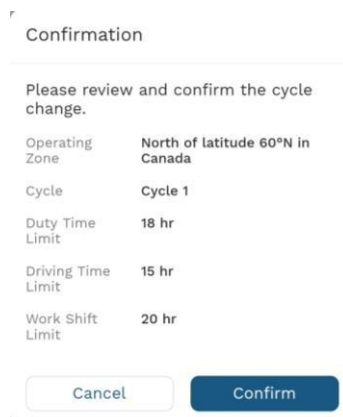 Confirmation
Please review and confirm the cycle
change.
Operating
Zone
North of latitude 60°N in
Canada
Cycle
Cycle 1
Duty Time
Limit
18 hr
Driving Time
Limit
15 hr
Work Shift
Limit
20 hr
Cancel
Confirm